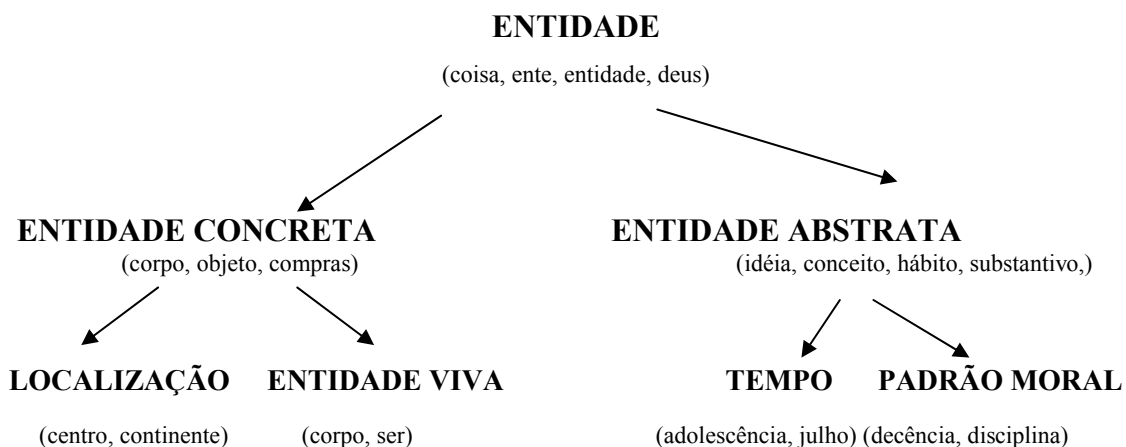 ENTIDADE
(coisa, ente, entidade, deus)
ENTIDADE CONCRETA ENTIDADE ABSTRATA
(corpo, objeto, compras) (idéia, conceito, hábito, substantivo,)
LOCALIZAÇÃO ENTIDADE VIVA TEMPO PADRÃO MORAL
(centro, continente) (corpo, ser) (adolescência, julho) (decência, disciplina)